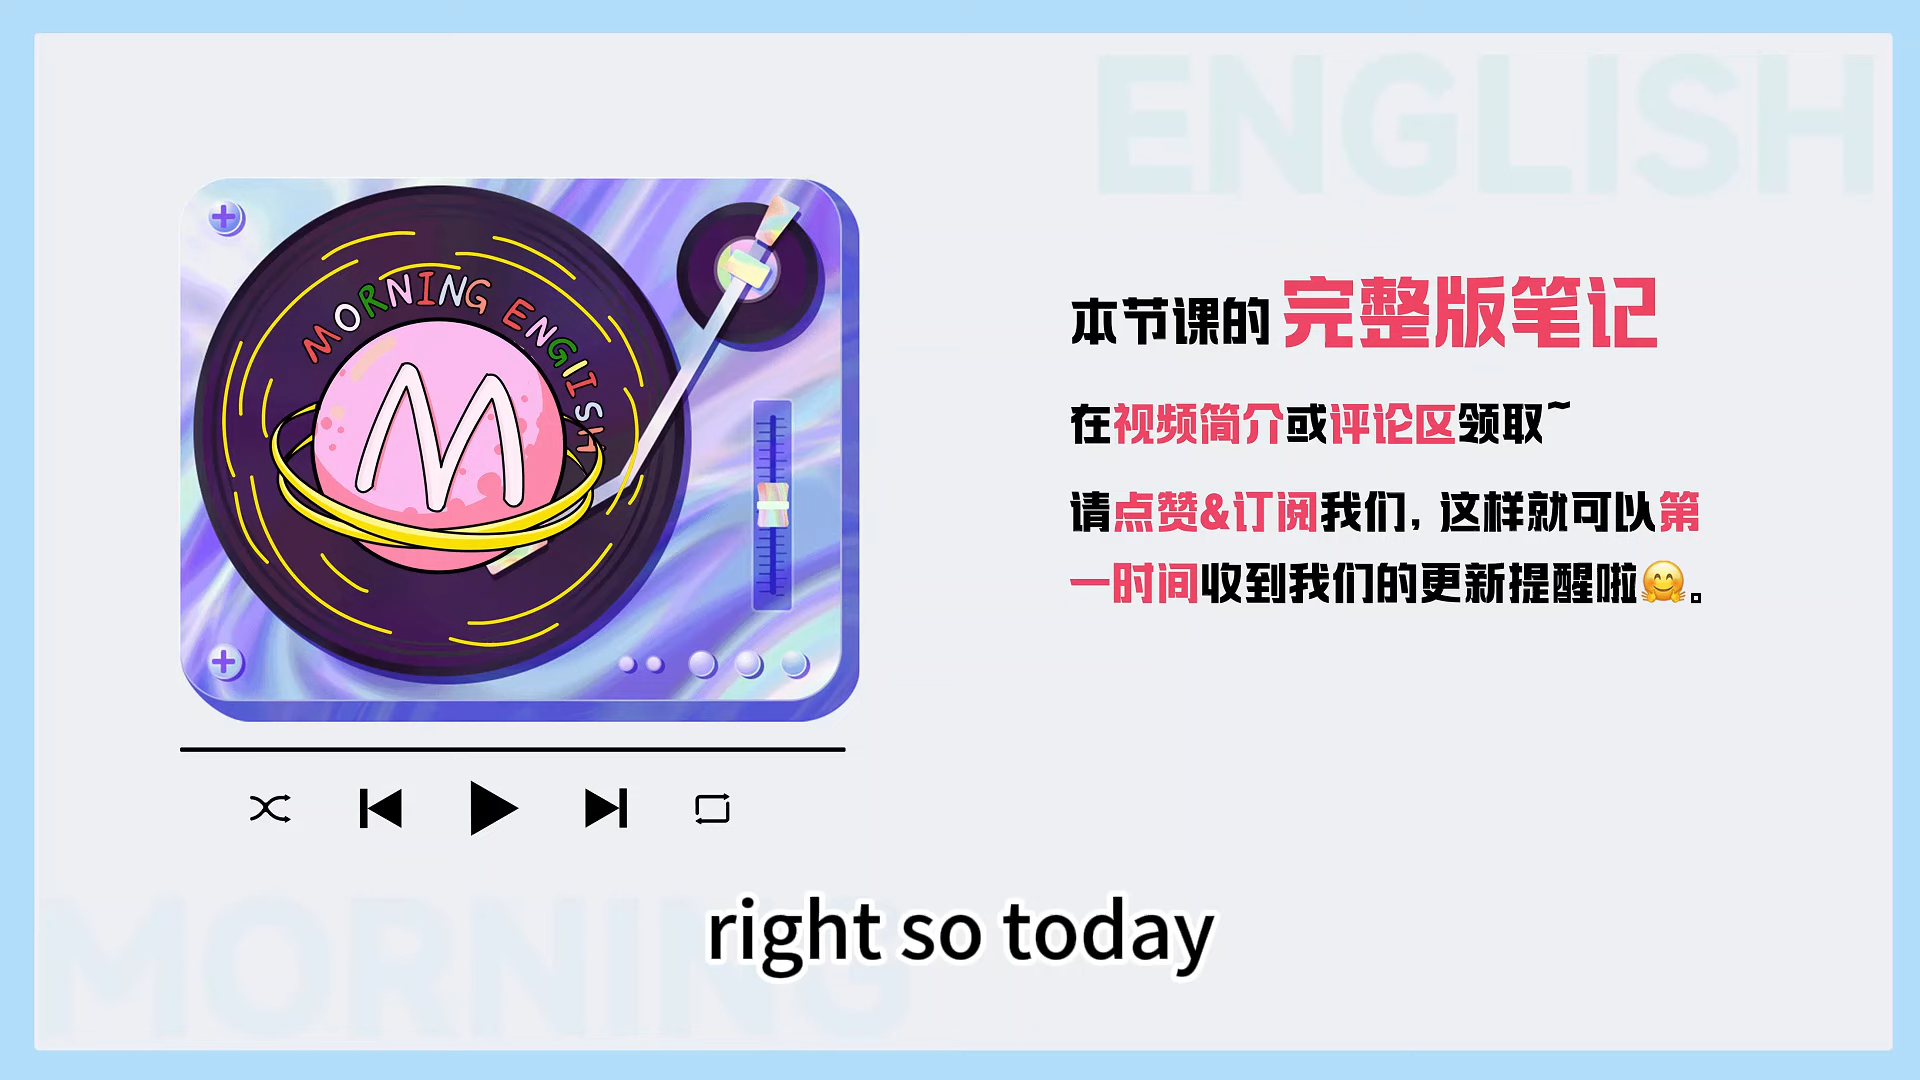 ENGLISH
MORNING ENGLISH
M
本节课的 完整版笔记
在视频简介或评论区领取~
请点赞&订阅我们，这样就可以第
一时间收到我们的更新提醒啦🤗。
right so today
MORNING